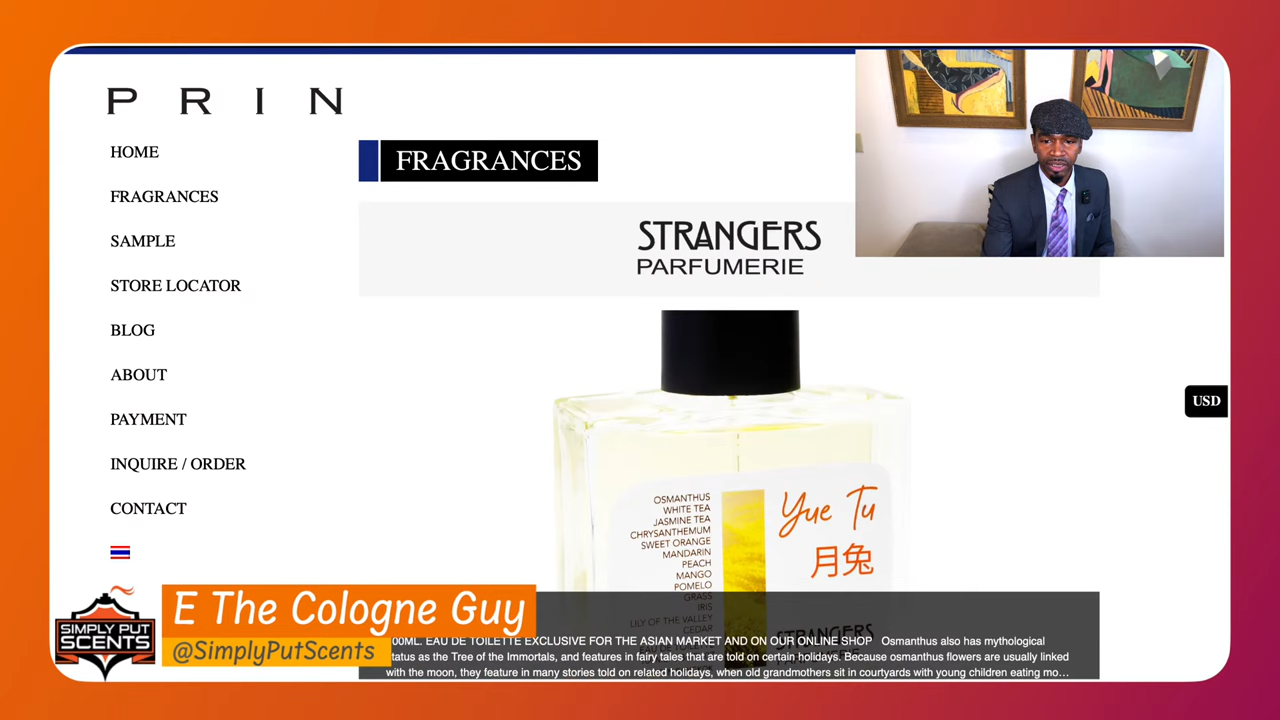 PRIN
HOME
FRAGRANCES
SAMPLE
STORE LOCATOR
BLOG
ABOUT
PAYMENT
INQUIRE / ORDER
CONTACT
FRAGRANCES
STRANGERS
PARFUMERIE
USD
OSMANTHUS
WHITE TEA
JASMINE TEA
CHRYSANTHEMUM
SWEET ORANGE
MANDARIN
PEACH
MANGO
POMELO
GRASS
IRIS
LILY OF THE VALLEY
CEDAR
Yue Tu
月兔
STRANGERS
00ML. EAU DE TOILETTE EXCLUSIVE FOR THE ASIAN MARKET AND ON OUR ONLINE SHOP Osmanthus also has mythological
tatus as the Tree of the Immortals, and features in fairy tales that are told on certain holidays. Because osmanthus flowers are usually linked
with the moon, they feature in many stories told on related holidays, when old grandmothers sit in courtyards with young children eating mo…
SIMPLY PUT
SCENTS
E The Cologne Guy
@SimplyPutScents